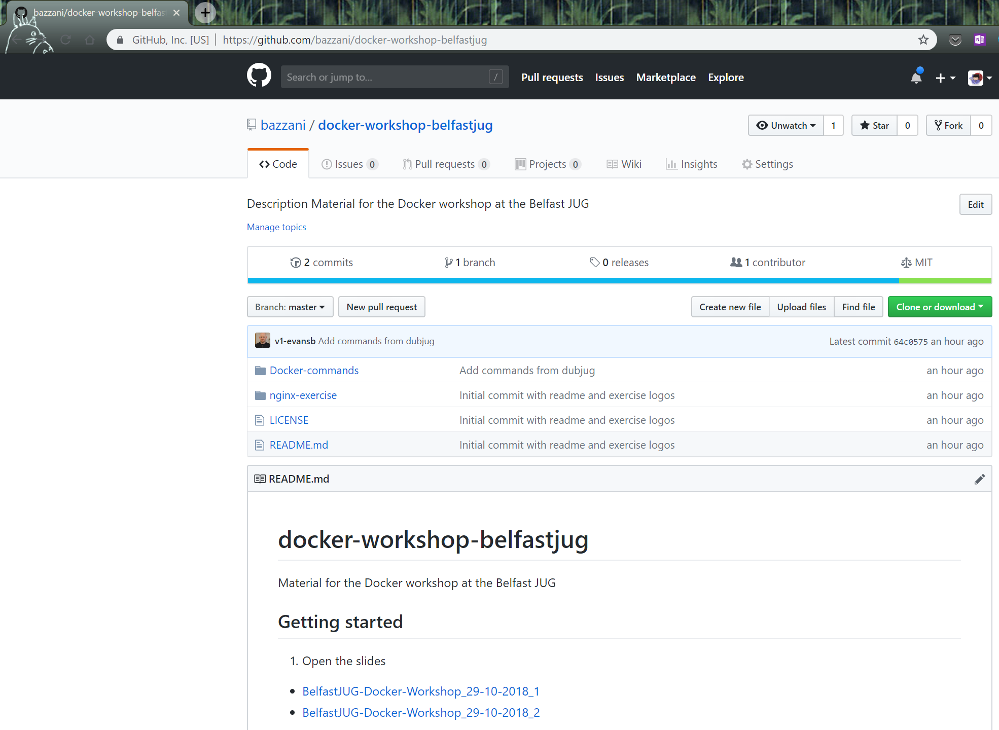 bazzani/docker-workshop-belfas
GitHub, Inc. [US] | https://github.com/bazzani/docker-workshop-belfastjug
Search or jump to... / Pull requests Issues Marketplace Explore
bazzani / docker-workshop-belfastjug Unwatch 1 Star 0 Fork 0
Code Issues 0 Pull requests 0 Projects 0 Wiki Insights Settings
Description Material for the Docker workshop at the Belfast JUG Edit
Manage topics
2 commits 1 branch 0 releases 1 contributor MIT
Branch: master New pull request Create new file Upload files Find file Clone or download
v1-evansb Add commands from dubjug Latest commit 64c0575 an hour ago
Docker-commands Add commands from dubjug an hour ago
nginx-exercise Initial commit with readme and exercise logos an hour ago
LICENSE Initial commit with readme and exercise logos an hour ago
README.md Initial commit with readme and exercise logos an hour ago
README.md
docker-workshop-belfastjug
Material for the Docker workshop at the Belfast JUG
Getting started
1. Open the slides
• BelfastJUG-Docker-Workshop_29-10-2018_1
• BelfastJUG-Docker-Workshop_29-10-2018_2